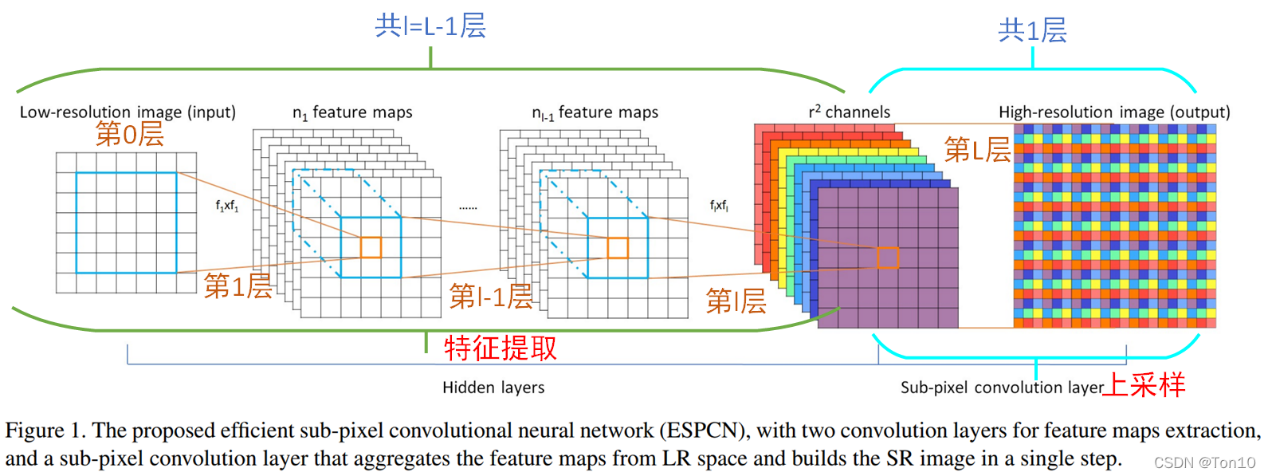 共l=L-1层
共1层
Low-resolution image (input)
n1 feature maps
nl-1 feature maps
r² channels
High-resolution image (output)
第0层
第L层
f1xf1
......
flxfl
第1层
第l-1层
第l层
特征提取
Hidden layers
Sub-pixel convolution layer
上采样
Figure 1. The proposed efficient sub-pixel convolutional neural network (ESPCN), with two convolution layers for feature maps extraction,
and a sub-pixel convolution layer that aggregates the feature maps from LR space and builds the SR image in a single step.
CSDN @Ton10